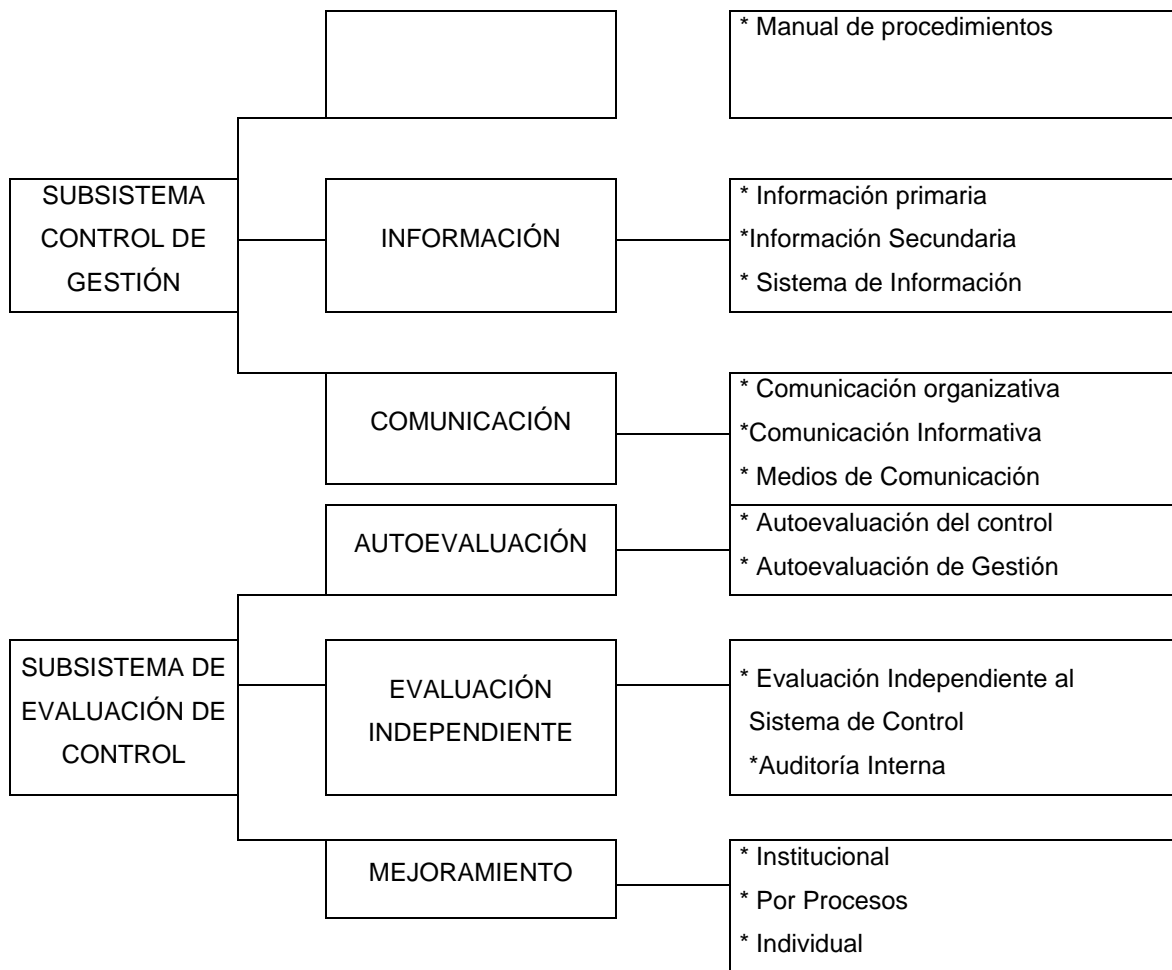 * Manual de procedimientos
SUBSISTEMA
CONTROL DE
GESTIÓN
INFORMACIÓN
* Información primaria
*Información Secundaria
* Sistema de Información
COMUNICACIÓN
* Comunicación organizativa
*Comunicación Informativa
* Medios de Comunicación
AUTOEVALUACIÓN
* Autoevaluación del control
* Autoevaluación de Gestión
SUBSISTEMA DE
EVALUACIÓN DE
CONTROL
EVALUACIÓN
INDEPENDIENTE
* Evaluación Independiente al
Sistema de Control
*Auditoría Interna
MEJORAMIENTO
* Institucional
* Por Procesos
* Individual